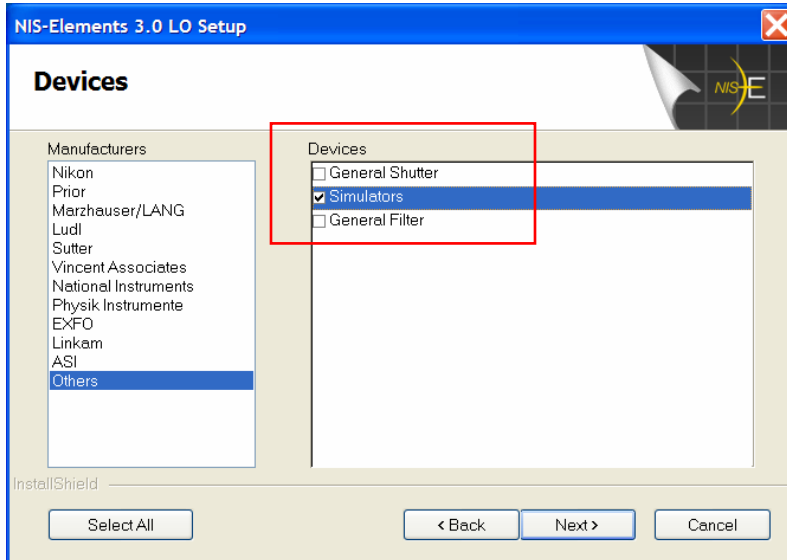 NIS-Elements 3.0 LO Setup
Devices
NIS E
Manufacturers
Nikon
Prior
Marzhauser/LANG
Ludl
Sutter
Vincent Associates
National Instruments
Physik Instrumente
EXFO
Linkam
ASI
Others
Devices
General Shutter
Simulators
General Filter
InstallShield
Select All
< Back
Next >
Cancel